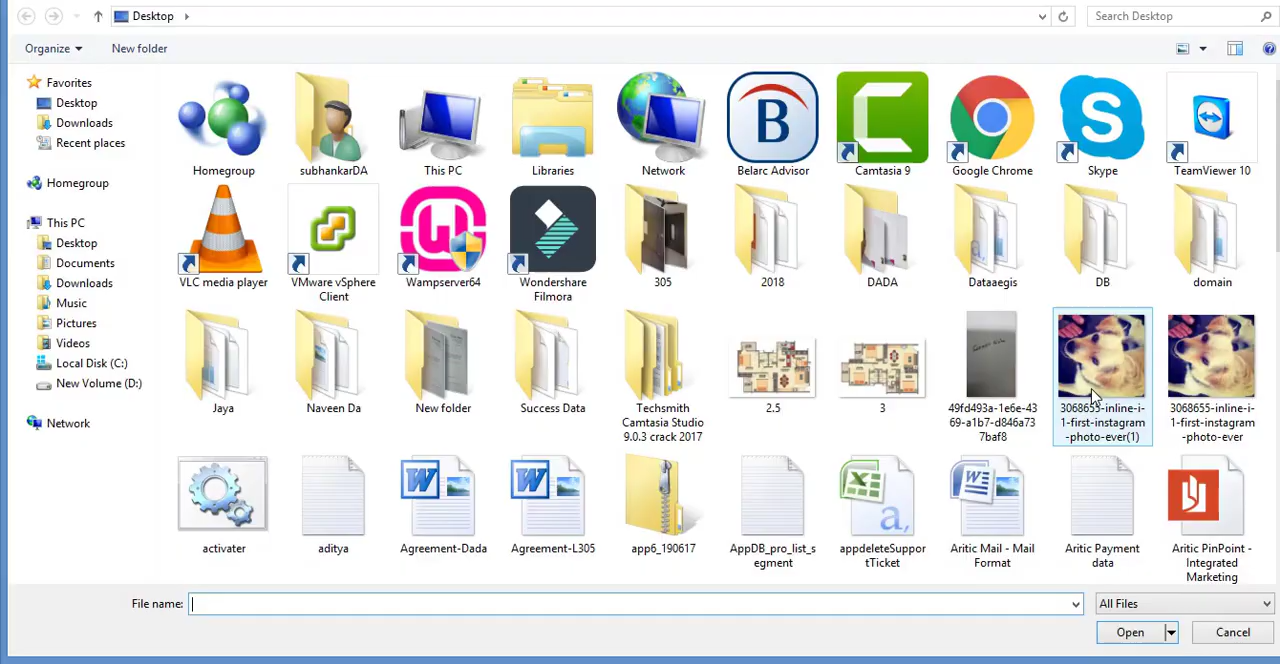 Desktop
Search Desktop
Organize
New folder
Favorites
Desktop
Downloads
Recent places
Homegroup
This PC
Desktop
Documents
Downloads
Music
Pictures
Videos
Local Disk (C:)
New Volume (D:)
Network
Homegroup
subhankarDA
This PC
Libraries
Network
B
Belarc Advisor
Camtasia 9
Google Chrome
S
Skype
TeamViewer 10
VLC media player
VMware vSphere
Client
Wampserver64
Wondershare
Filmora
305
2018
DADA
Dataaegis
DB
domain
Jaya
Naveen Da
New folder
Success Data
Techsmith
Camtasia Studio
9.0.3 crack 2017
2.5
3
49fd493a-1e6e-43
69-a1b7-d846a73
7baf8
3068655-inline-i-
1-first-instagram
-photo-ever(1)
3068655-inline-i-
1-first-instagram
-photo-ever
activater
aditya
W
Agreement-Dada
W
Agreement-L305
app6_190617
AppDB_pro_list_s
egment
X
a,
appdeleteSuppor
tTicket
W
Aritic Mail - Mail
Format
Aritic Payment
data
Aritic PinPoint -
Integrated
Marketing
File name:
All Files
Open
Cancel